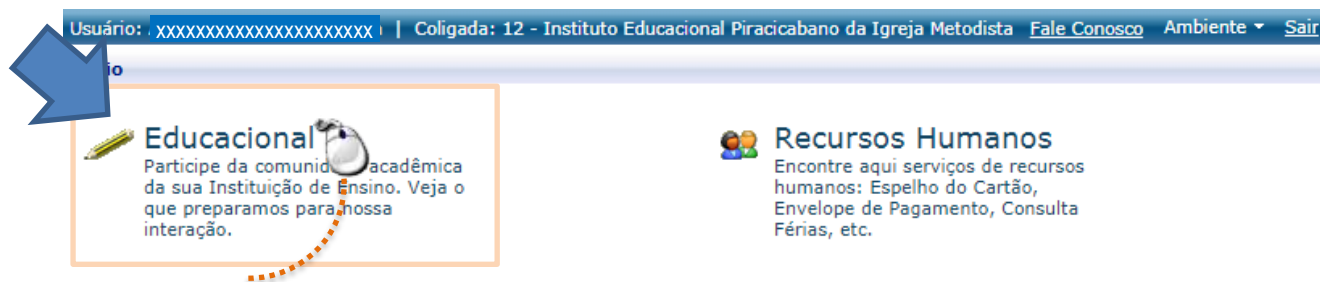 Usuário: xxxxxxxxxxxxxxxxxxxxxxx | Coligada: 12 - Instituto Educacional Piracicabano da Igreja Metodista Fale Conosco Ambiente Sair
Educacional
Participe da acadêmica
da sua Instituição de Ensino. Veja o
que preparamos para nossa
interação.
Recursos Humanos
Encontre aqui serviços de recursos
humanos: Espelho do Cartão,
Envelope de Pagamento, Consulta
Férias, etc.